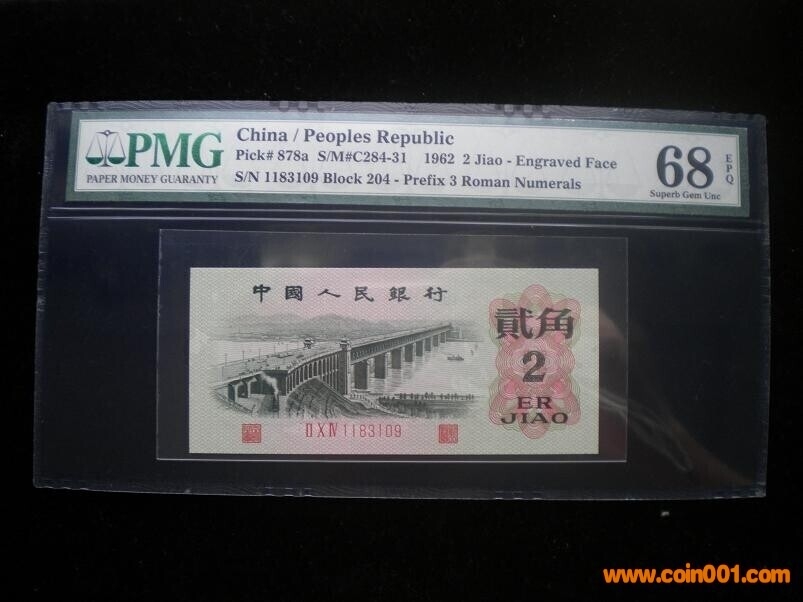 PMG
PAPER MONEY GUARANTY
China / Peoples Republic
Pick# 878a S/M#C284-31 1962 2 Jiao - Engraved Face
S/N 1183109 Block 204 - Prefix 3 Roman Numerals
68 EPQ
Superb Gem Unc
中國人民銀行
貳角
2
ER
JIAO
II X IV 1183109
www.coin001.com